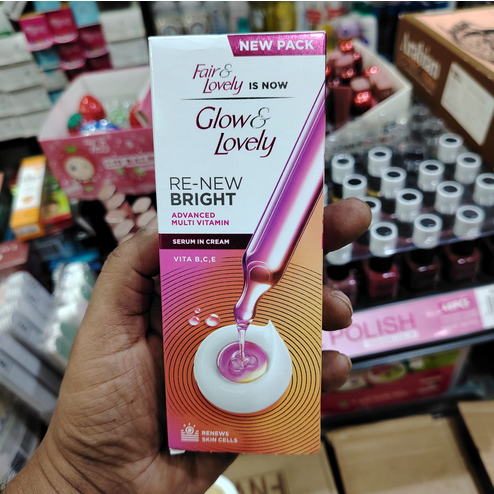 NEW PACK
Fair &
Lovely IS NOW
Glow &
Lovely
RE-NEW
BRIGHT
ADVANCED
MULTI VITAMIN
SERUM IN CREAM
VITA B,C,E
RENEWS
SKIN CELLS
POLISH